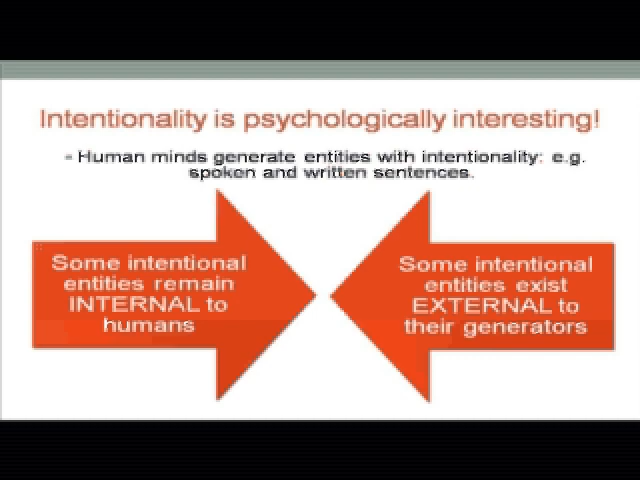 Intentionality is psychologically interesting!
- Human minds generate entities with intentionality: e.g.
spoken and written sentences.
Some intentional
entities remain
INTERNAL to
humans
Some intentional
entities exist
EXTERNAL to
their generators